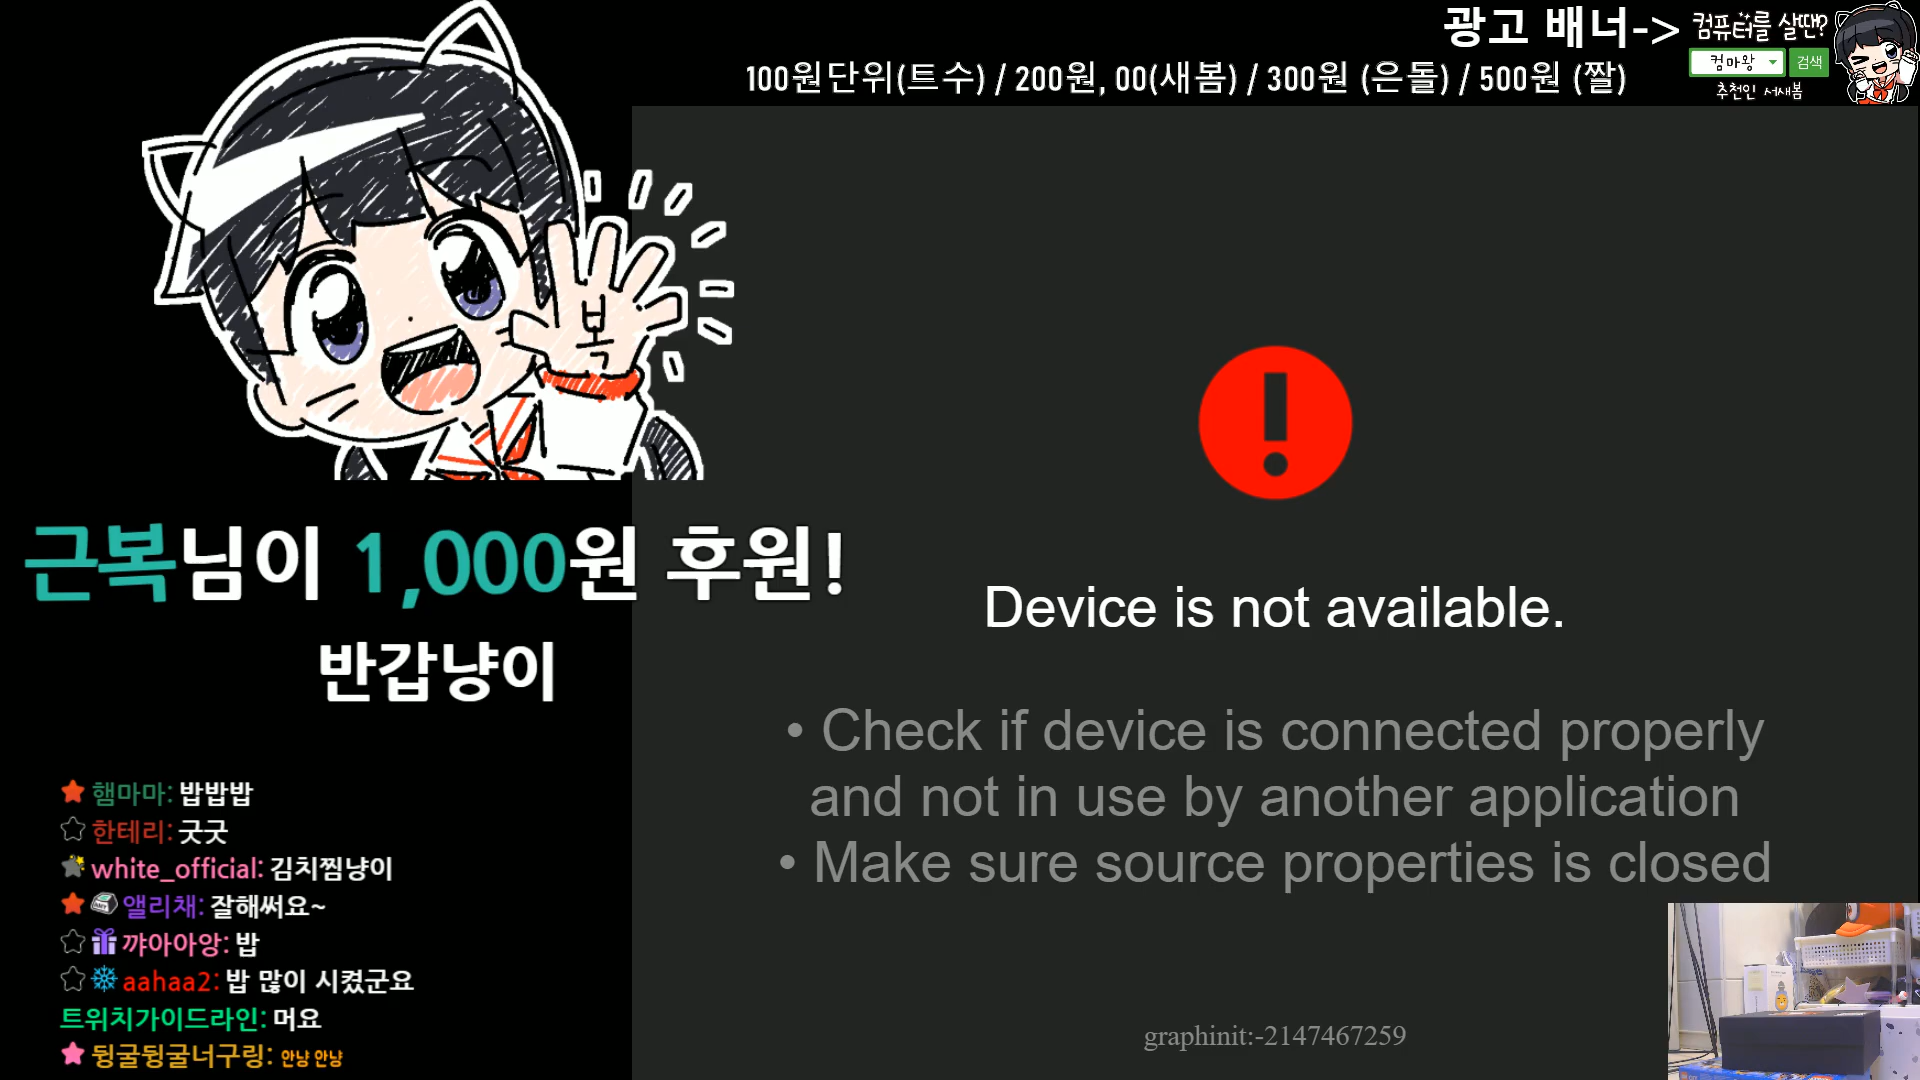 광고 배너->
컴퓨터를 살땐?
컴마왕
검색
추천인 서새봄
100원단위(트수) / 200원, 00(새봄) / 300원 (은돌) / 500원 (짤)
복
근복님이 1,000원 후원!
반갑냥이
Device is not available.
• Check if device is connected properly
and not in use by another application
• Make sure source properties is closed
graphinit:-2147467259
햄마마: 밥밥밥
한테리: 굿굿
white_official: 김치찜냥이
앨리채: 잘해써요~
꺄아아앙: 밥
aahaa2: 밥 많이 시켰군요
트위치가이드라인: 머요
뒹굴뒹굴너구링: 안냥 안냥